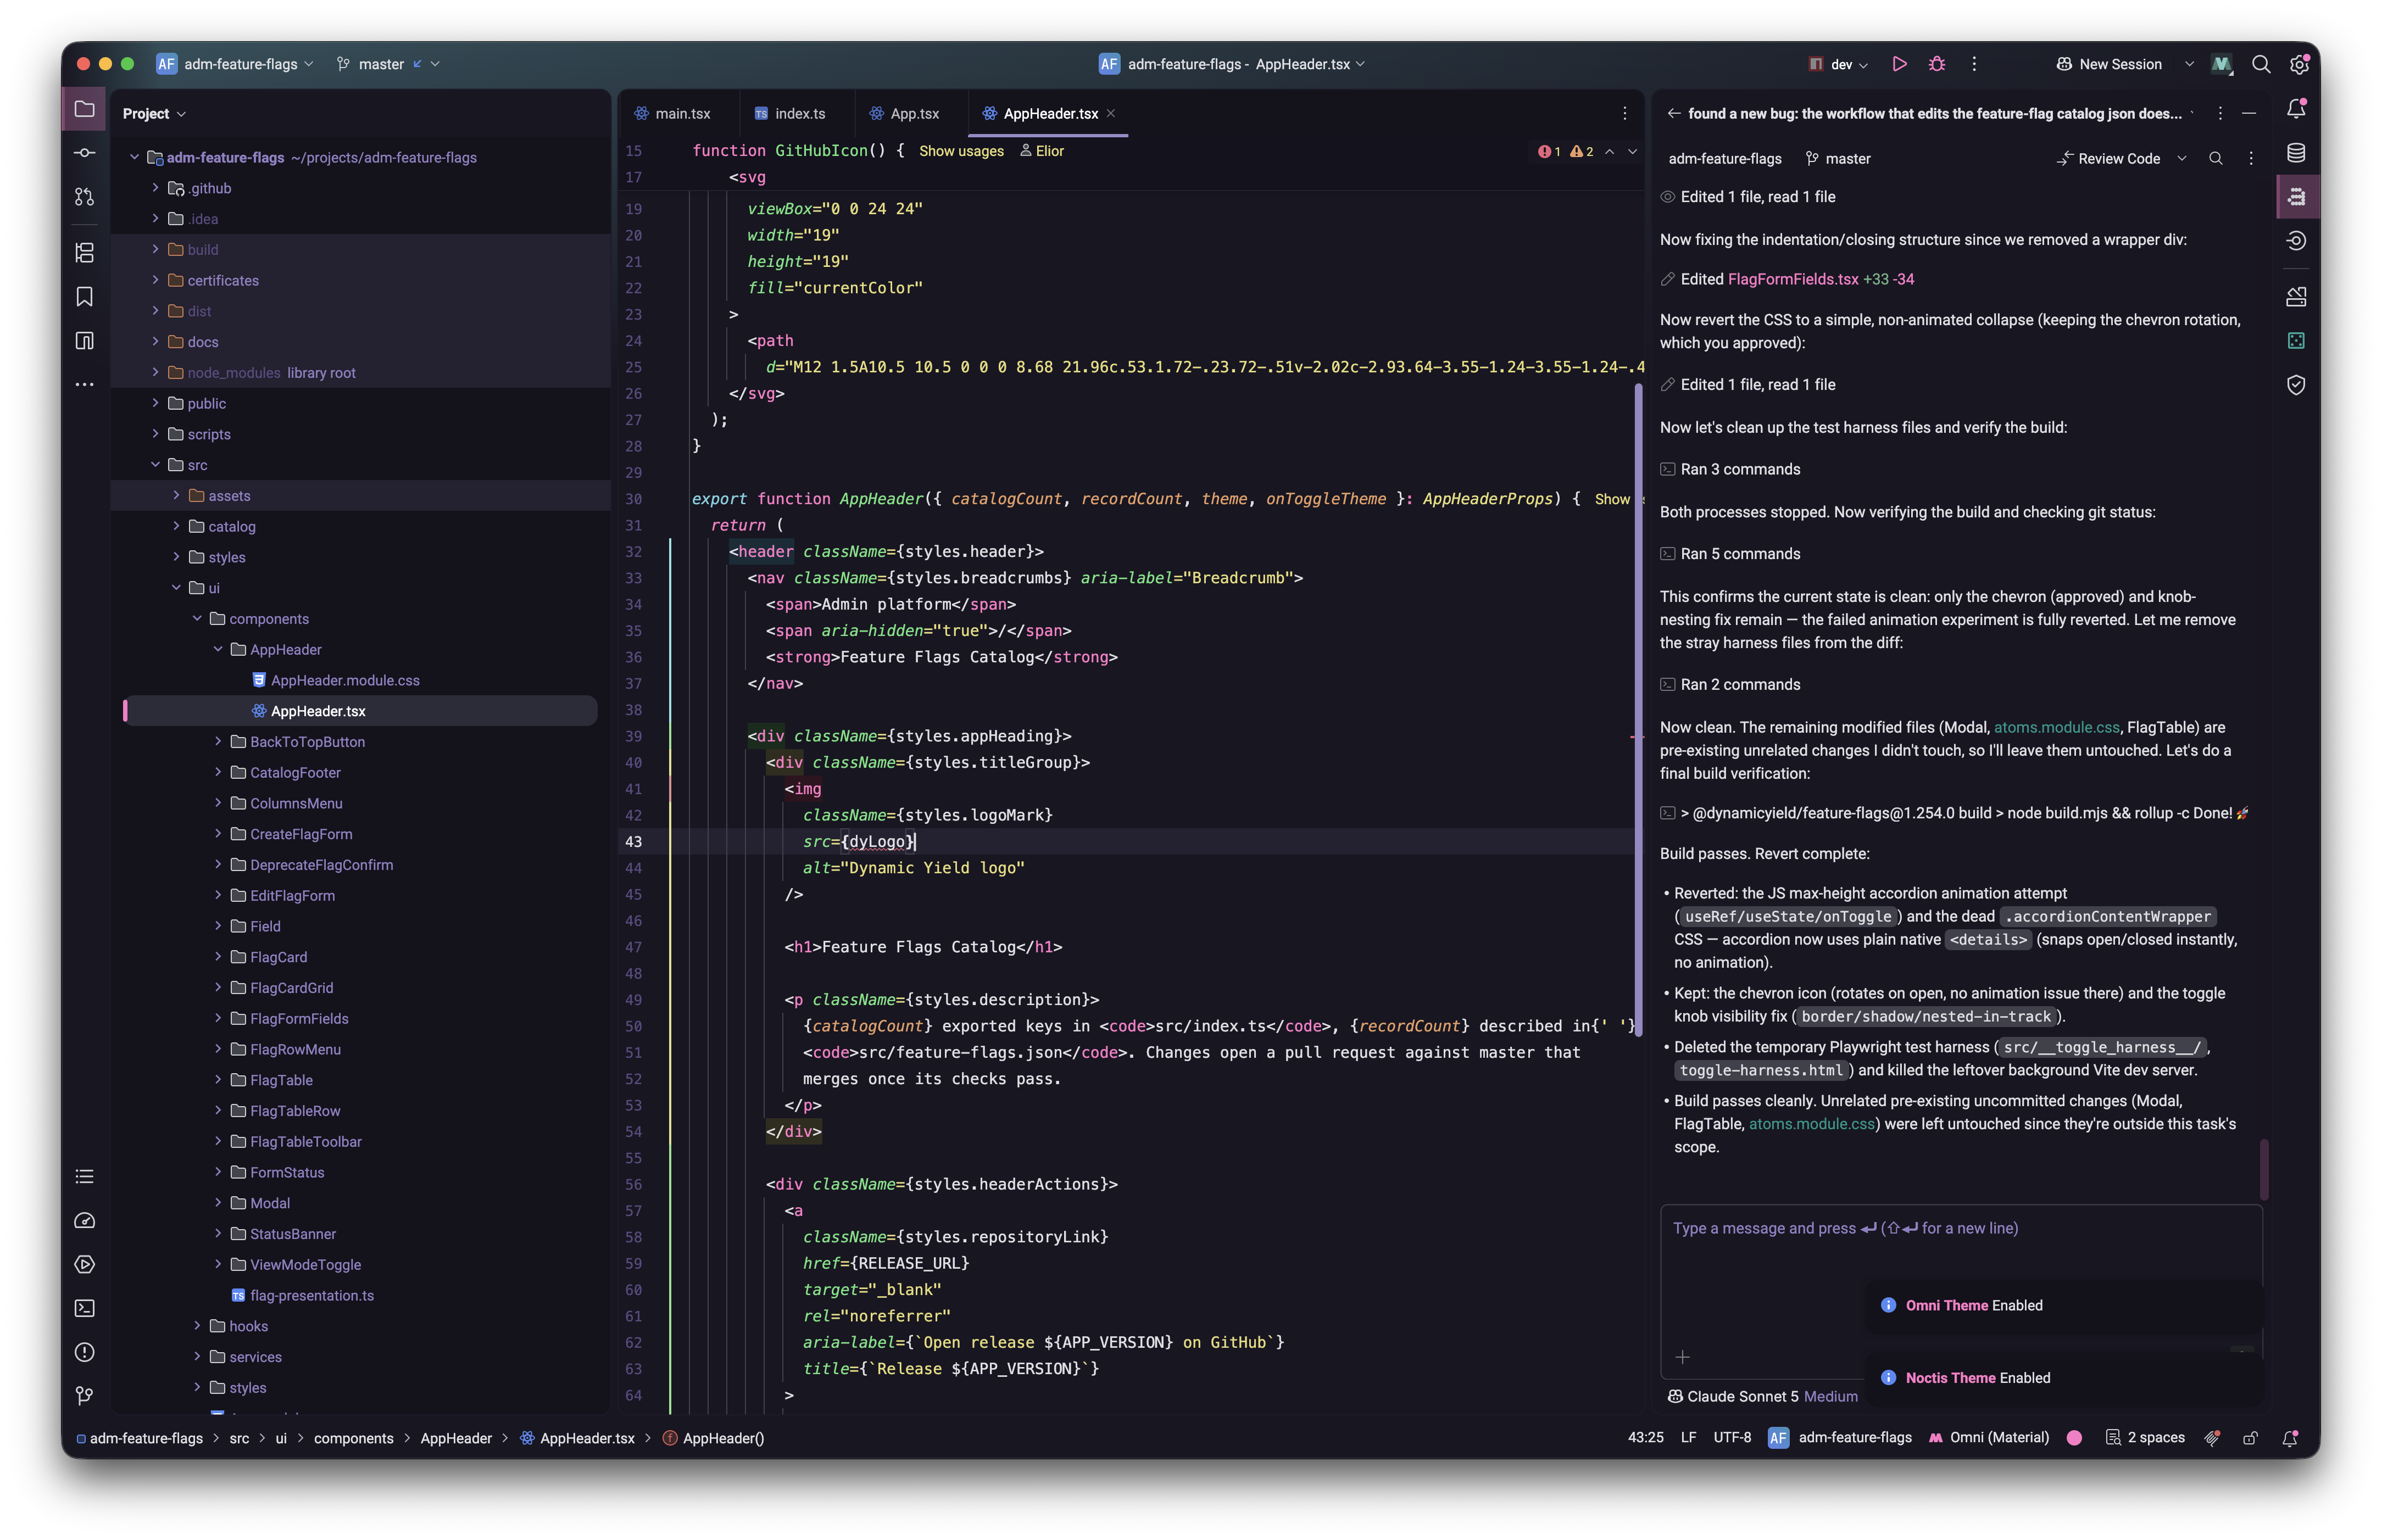 AF adm-feature-flags master
AF adm-feature-flags - AppHeader.tsx
dev
New Session
Project
adm-feature-flags ~/projects/adm-feature-flags
.github
.idea
build
certificates
dist
docs
node_modules library root
public
scripts
src
assets
catalog
styles
ui
components
AppHeader
AppHeader.module.css
AppHeader.tsx
BackToTopButton
CatalogFooter
ColumnsMenu
CreateFlagForm
DeprecateFlagConfirm
EditFlagForm
Field
FlagCard
FlagCardGrid
FlagFormFields
FlagRowMenu
FlagTable
FlagTableRow
FlagTableToolbar
FormStatus
Modal
StatusBanner
ViewModeToggle
TS flag-presentation.ts
hooks
services
styles
main.tsx
TS index.ts
App.tsx
AppHeader.tsx
15 function GitHubIcon() { Show usages Elior
1 2
17 <svg
19 viewBox="0 0 24 24"
20 width="19"
21 height="19"
22 fill="currentColor"
23 >
24 <path
25 d="M12 1.5A10.5 10.5 0 0 0 8.68 21.96c.53.1.72-.23.72-.51v-2.02c-2.93.64-3.55-1.24-3.55-1.24-.4
26 </svg>
27 );
28 }
29
30 export function AppHeader({ catalogCount, recordCount, theme, onToggleTheme }: AppHeaderProps) { Show
31 return (
32 <header className={styles.header}>
33 <nav className={styles.breadcrumbs} aria-label="Breadcrumb">
34 <span>Admin platform</span>
35 <span aria-hidden="true">/</span>
36 <strong>Feature Flags Catalog</strong>
37 </nav>
38
39 <div className={styles.appHeading}>
40 <div className={styles.titleGroup}>
41 <img
42 className={styles.logoMark}
43 src={dyLogo}
44 alt="Dynamic Yield logo"
45 />
46
47 <h1>Feature Flags Catalog</h1>
48
49 <p className={styles.description}>
50 {catalogCount} exported keys in <code>src/index.ts</code>, {recordCount} described in{' '}
51 <code>src/feature-flags.json</code>. Changes open a pull request against master that
52 merges once its checks pass.
53 </p>
54 </div>
55
56 <div className={styles.headerActions}>
57 <a
58 className={styles.repositoryLink}
59 href={RELEASE_URL}
60 target="_blank"
61 rel="noreferrer"
62 aria-label={`Open release ${APP_VERSION} on GitHub`}
63 title={`Release ${APP_VERSION}`}
64 >
found a new bug: the workflow that edits the feature-flag catalog json does...
adm-feature-flags master
Review Code
Edited 1 file, read 1 file
Now fixing the indentation/closing structure since we removed a wrapper div:
Edited FlagFormFields.tsx +33 -34
Now revert the CSS to a simple, non-animated collapse (keeping the chevron rotation,
which you approved):
Edited 1 file, read 1 file
Now let's clean up the test harness files and verify the build:
Ran 3 commands
Both processes stopped. Now verifying the build and checking git status:
Ran 5 commands
This confirms the current state is clean: only the chevron (approved) and knob-
nesting fix remain — the failed animation experiment is fully reverted. Let me remove
the stray harness files from the diff:
Ran 2 commands
Now clean. The remaining modified files (Modal, atoms.module.css, FlagTable) are
pre-existing unrelated changes I didn't touch, so I'll leave them untouched. Let's do a
final build verification:
> @dynamicyield/feature-flags@1.254.0 build > node build.mjs && rollup -c Done! 🚀
Build passes. Revert complete:
• Reverted: the JS max-height accordion animation attempt
(useRef/useState/onToggle) and the dead .accordionContentWrapper
CSS — accordion now uses plain native <details> (snaps open/closed instantly,
no animation).
• Kept: the chevron icon (rotates on open, no animation issue there) and the toggle
knob visibility fix (border/shadow/nested-in-track).
• Deleted the temporary Playwright test harness (src/__toggle_harness__/,
toggle-harness.html) and killed the leftover background Vite dev server.
• Build passes cleanly. Unrelated pre-existing uncommitted changes (Modal,
FlagTable, atoms.module.css) were left untouched since they're outside this task's
scope.
Type a message and press ↵ (⇧↵ for a new line)
Omni Theme Enabled
Noctis Theme Enabled
Claude Sonnet 5 Medium
adm-feature-flags > src > ui > components > AppHeader > AppHeader.tsx > AppHeader()
43:25 LF UTF-8 AF adm-feature-flags Omni (Material) 2 spaces